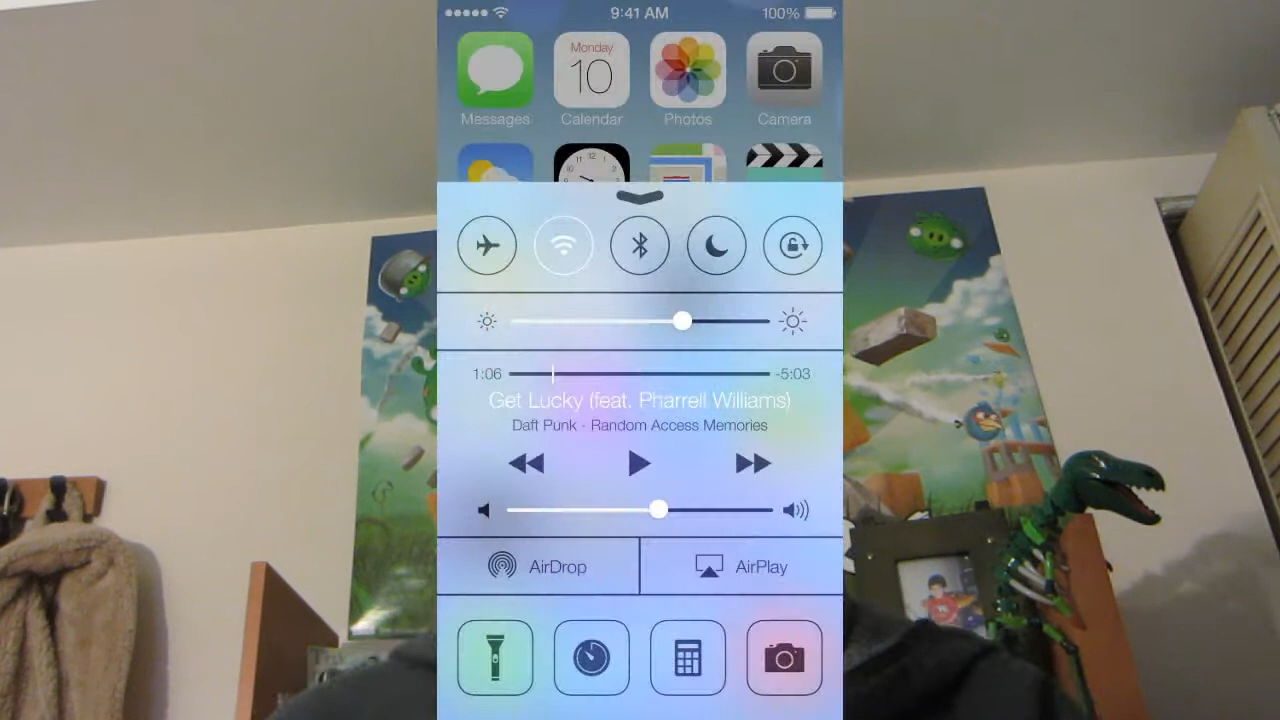 9:41 AM
100%
Monday
10
Messages
Calendar
Photos
Camera
12
1:06
-5:03
Get Lucky (feat. Pharrell Williams)
Daft Punk - Random Access Memories
AirDrop
AirPlay